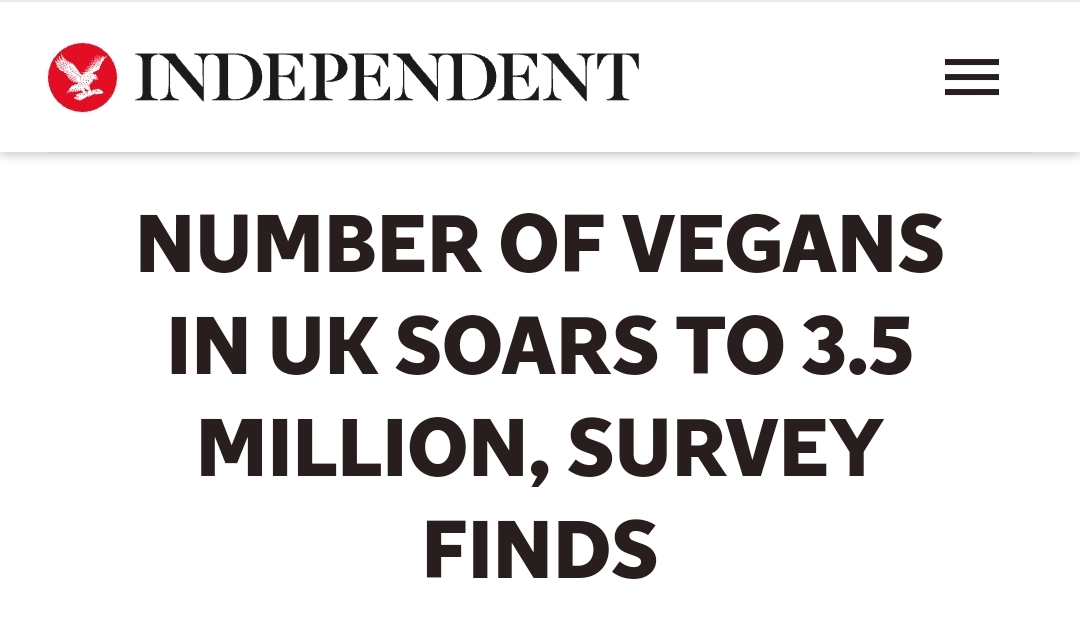 INDEPENDENT
NUMBER OF VEGANS
IN UK SOARS TO 3.5
MILLION, SURVEY
FINDS